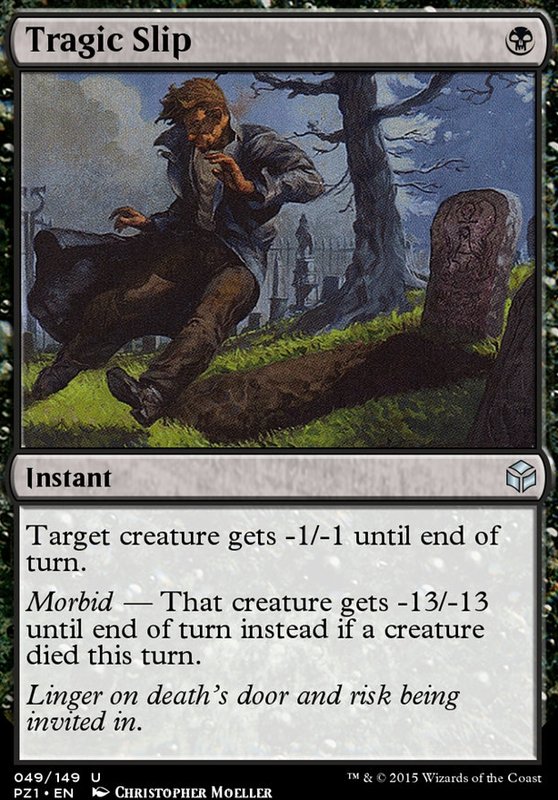 Tragic Slip
Instant
Target creature gets -1/-1 until end of
turn.
Morbid — That creature gets -13/-13
until end of turn instead if a creature
died this turn.
Linger on death's door and risk being
invited in.
049/149 U
PZ1 • EN Christopher Moeller
™ & © 2015 Wizards of the Coast